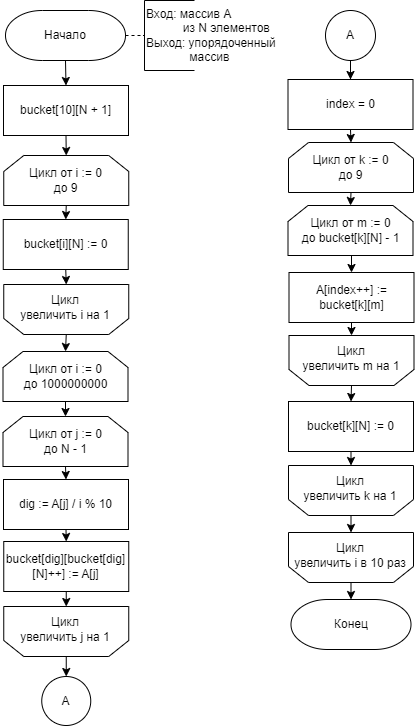 Начало
Вход: массив A
из N элементов
Выход: упорядоченный
массив
bucket[10][N + 1]
Цикл от i := 0
до 9
bucket[i][N] := 0
Цикл
увеличить i на 1
Цикл от i := 0
до 1000000000
Цикл от j := 0
до N - 1
dig := A[j] / i % 10
bucket[dig][bucket[dig]
[N]++] := A[j]
Цикл
увеличить j на 1
A
A
index = 0
Цикл от k := 0
до 9
Цикл от m := 0
до bucket[k][N] - 1
A[index++] :=
bucket[k][m]
Цикл
увеличить m на 1
bucket[k][N] := 0
Цикл
увеличить k на 1
Цикл
увеличить i в 10 раз
Конец